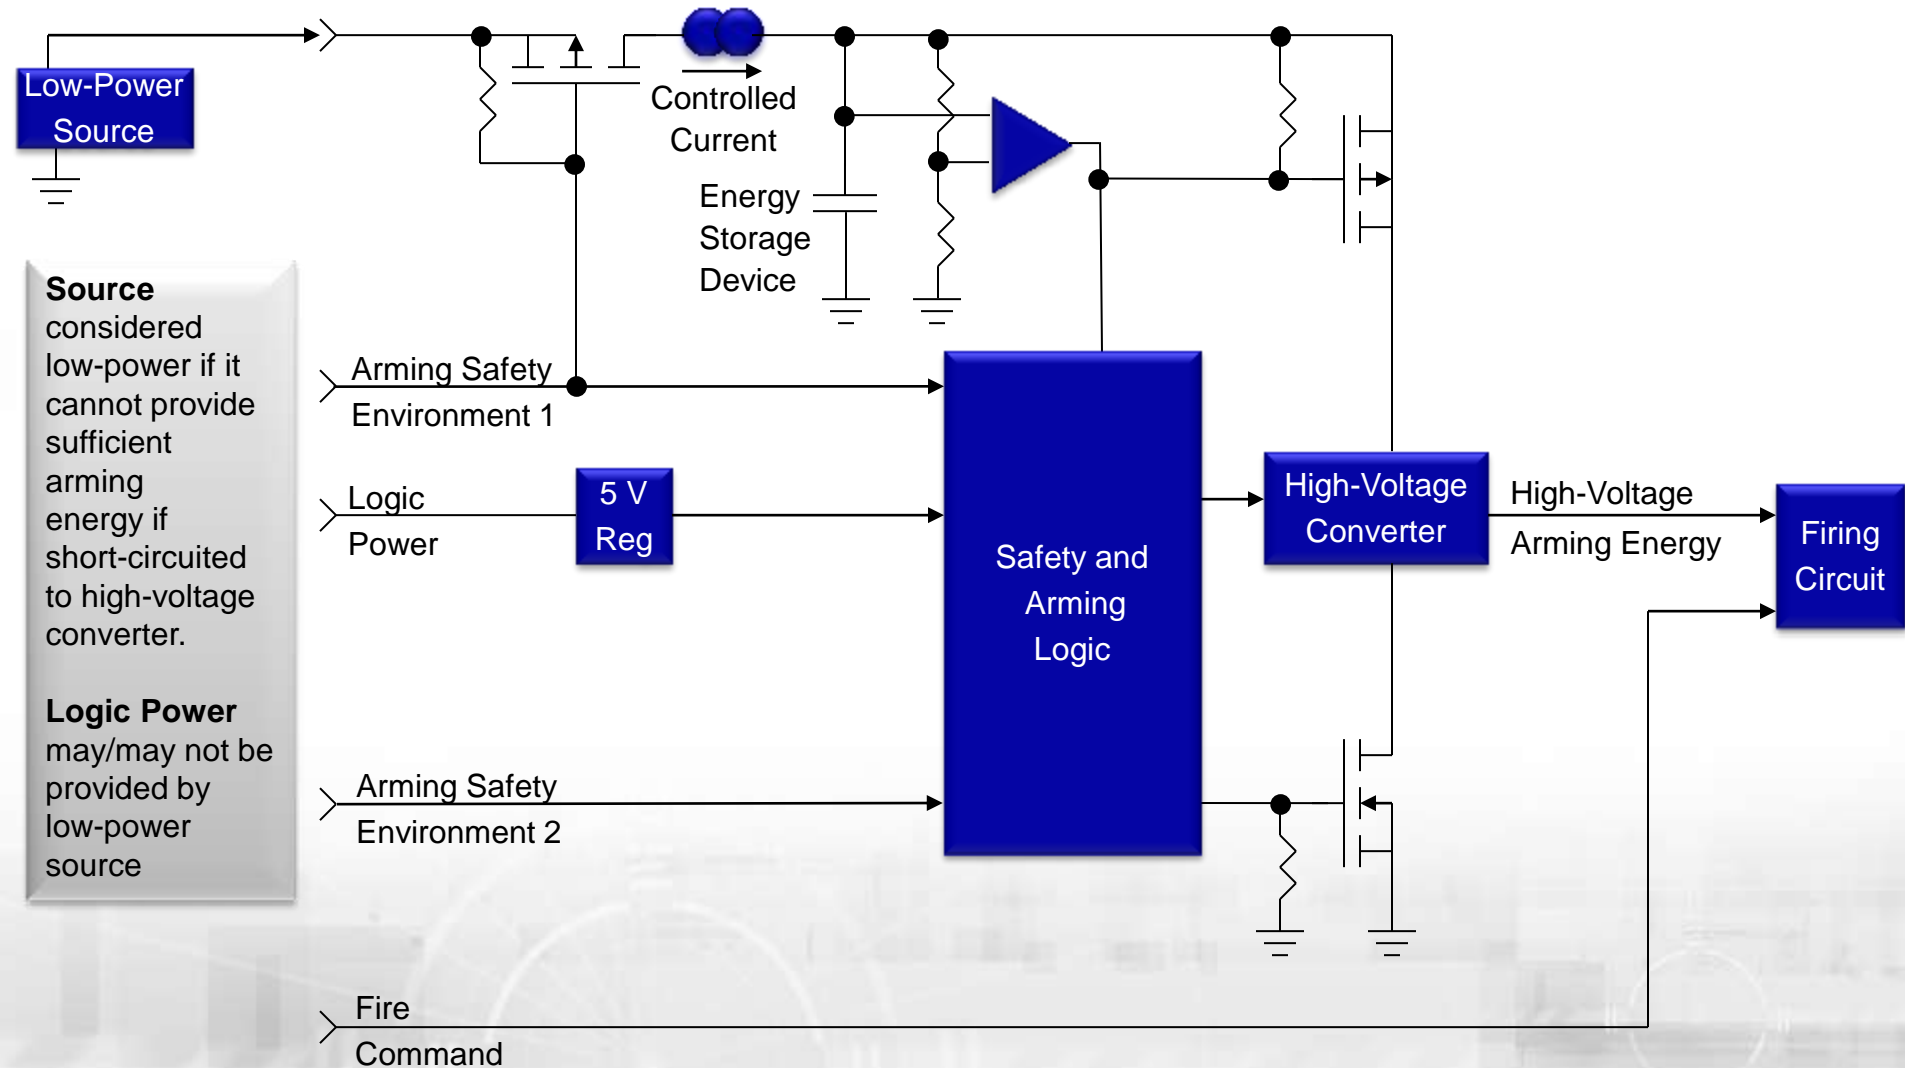 Low-Power
Source
Controlled
Current
Energy
Storage
Device
Source
considered
low-power if it
cannot provide
sufficient
arming
energy if
short-circuited
to high-voltage
converter.
Logic Power
may/may not be
provided by
low-power
source
Arming Safety
Environment 1
Logic
Power
5 V
Reg
Arming Safety
Environment 2
Safety and
Arming
Logic
High-Voltage
Converter
High-Voltage
Arming Energy
Firing
Circuit
Fire
Command